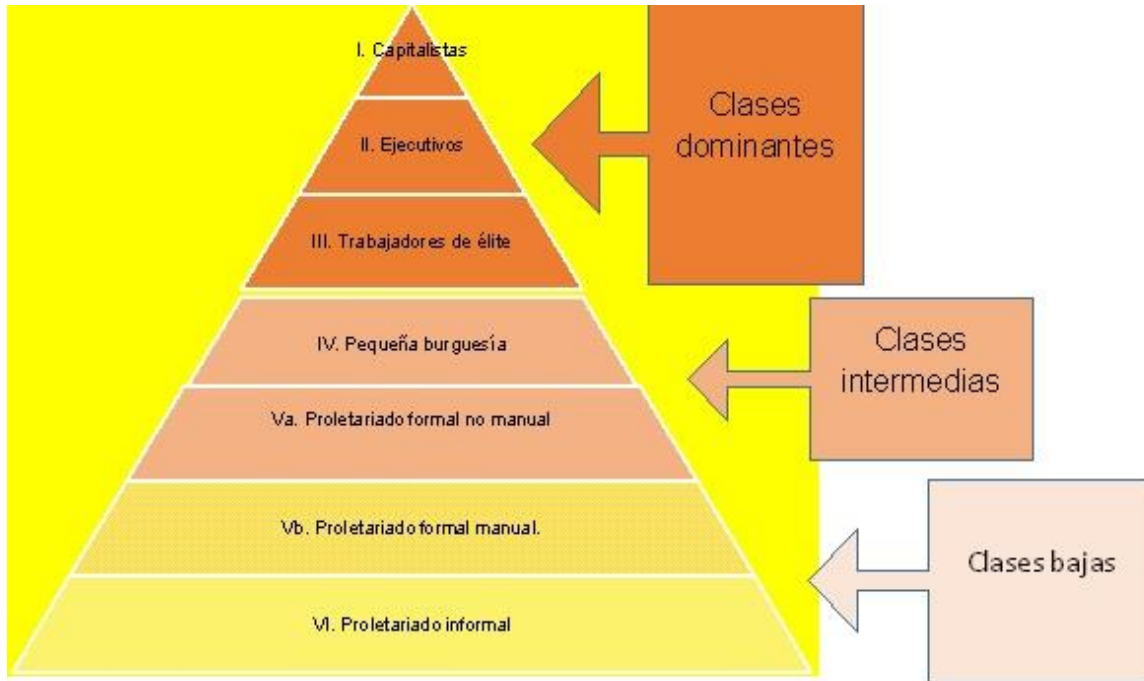 I. Capitalistas
II. Ejecutivos
III. Trabajadores de élite
IV. Pequeña burguesía
Va. Proletariado formal no manual
Vb. Proletariado formal manual.
VI. Proletariado informal
Clases
dominantes
Clases
intermedias
Clases bajas